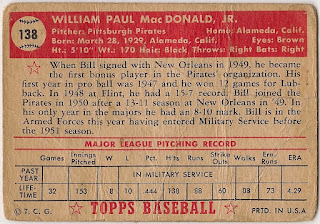 138
WILLIAM PAUL MacDONALD, JR.
Pitcher: Pittsburgh Pirates Home: Alameda, Calif.
Born: March 28, 1929, Alameda, Calif. Eyes: Brown
Ht.: 5'10" Wt: 170 Hair: Black Throws: Right Bats: Right
When Bill signed with New Orleans in 1949, he became
the first bonus player in the Pirates' organization. His
first year in pro ball was 1947 and he won 12 games for Lub-
bock. In 1948 at Flint, he had a 15-7 record. Bill joined the
Pirates in 1950 after a 13-11 season at New Orleans in '49. In
his only year in the majors he had an 8-10 mark. Bill is in the
Armed Forces this year having entered Military Service before
the 1951 season.
MAJOR LEAGUE PITCHING RECORD
Games Innings Pitched W L Pct. Hits Runs Strike Outs Walks Earn. Runs ERA
PAST YEAR IN MILITARY SERVICE
LIFE-TIME 32 153 8 10 .444 138 88 60 88 73 4.29
© T. C. G. TOPPS BASEBALL PRTD. IN U.S.A.